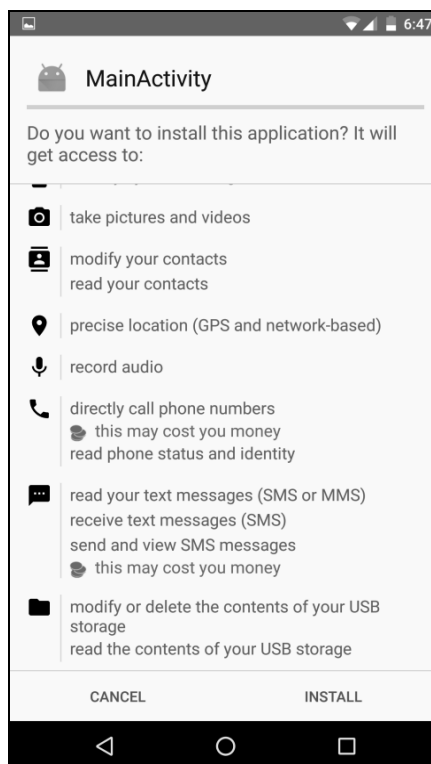 6:47
MainActivity
Do you want to install this application? It will
get access to:
take pictures and videos
modify your contacts
read your contacts
precise location (GPS and network-based)
record audio
directly call phone numbers
this may cost you money
read phone status and identity
read your text messages (SMS or MMS)
receive text messages (SMS)
send and view SMS messages
this may cost you money
modify or delete the contents of your USB
storage
read the contents of your USB storage
CANCEL INSTALL